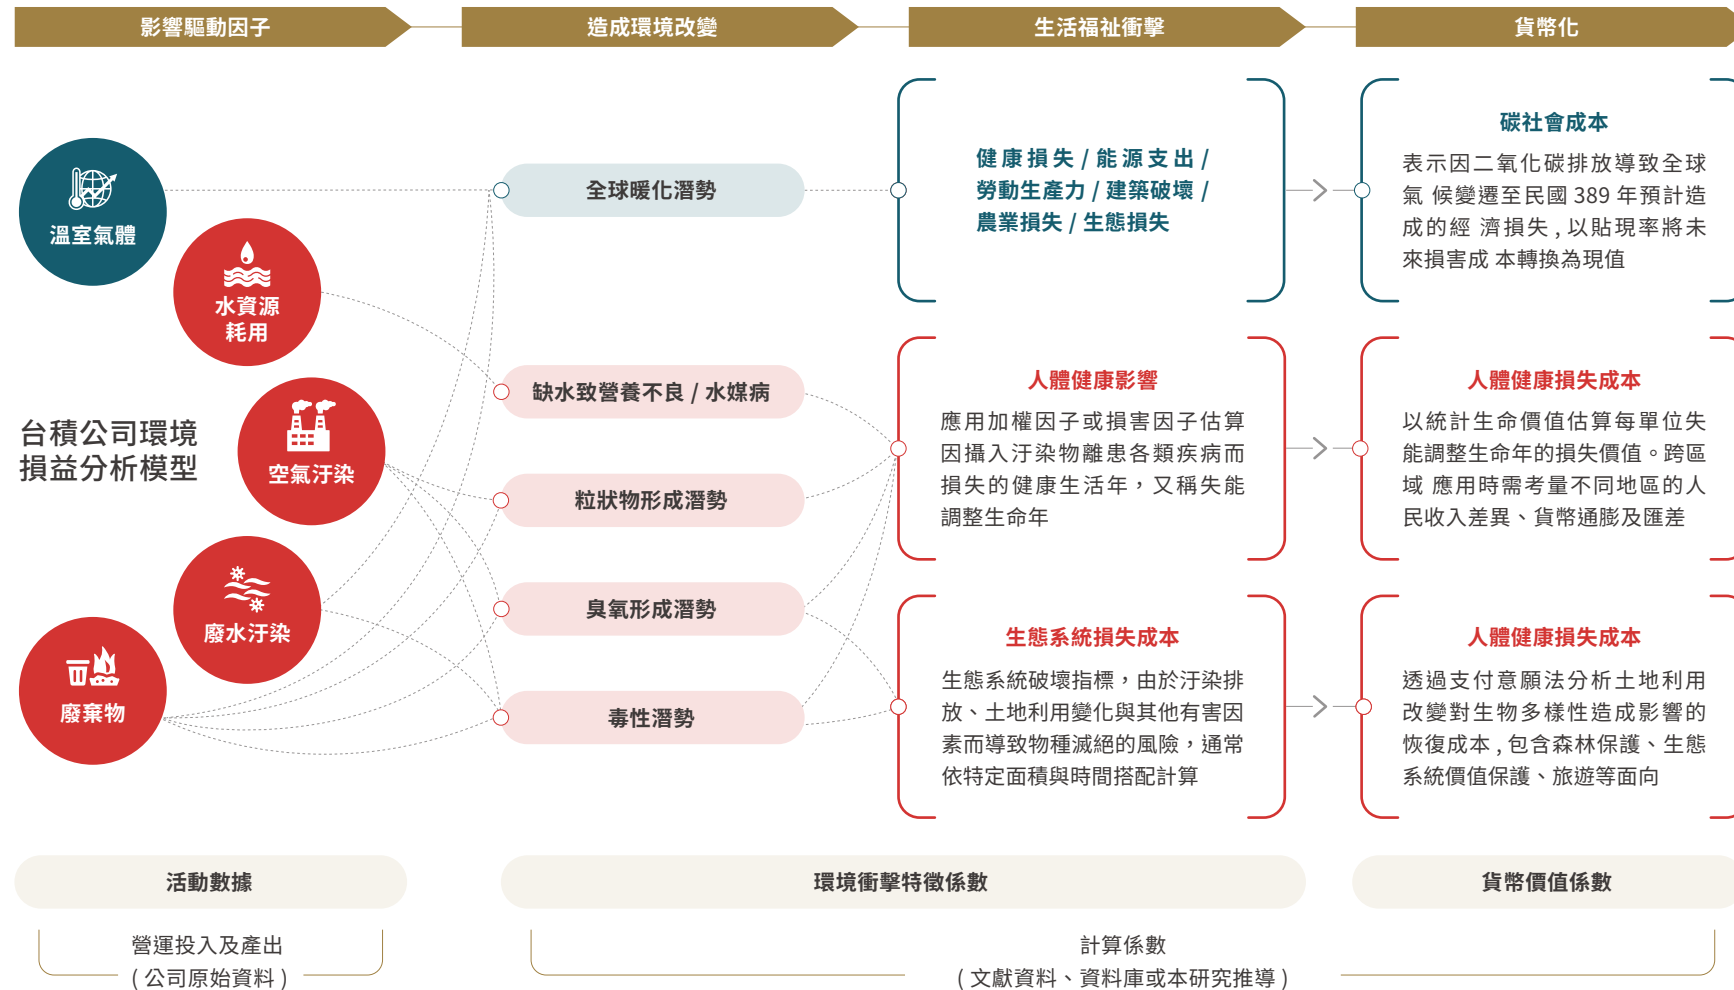 影響驅動因子
造成環境改變
生活福祉衝擊
貨幣化
溫室氣體
水資源
耗用
台積公司環境
損益分析模型
空氣汙染
廢水汙染
廢棄物
全球暖化潛勢
缺水致營養不良 / 水媒病
粒狀物形成潛勢
臭氧形成潛勢
毒性潛勢
健康損失 / 能源支出 /
勞動生產力 / 建築破壞 /
農業損失 / 生態損失
人體健康影響
應用加權因子或損害因子估算
因攝入汙染物離患各類疾病而
損失的健康生活年，又稱失能
調整生命年
生態系統損失成本
生態系統破壞指標，由於汙染排
放、土地利用變化與其他有害因
素而導致物種滅絕的風險，通常
依特定面積與時間搭配計算
碳社會成本
表示因二氧化碳排放導致全球
氣 候變遷至民國 389 年預計造
成的經 濟損失 , 以貼現率將未
來損害成 本轉換為現值
人體健康損失成本
以統計生命價值估算每單位失
能調整生命年的損失價值。跨區
域 應用時需考量不同地區的人
民收入差異、貨幣通膨及匯差
人體健康損失成本
透過支付意願法分析土地利用
改變對生物多樣性造成影響的
恢復成本 , 包含森林保護、生態
系統價值保護、旅遊等面向
活動數據
環境衝擊特徵係數
貨幣價值係數
營運投入及產出
( 公司原始資料 )
計算係數
( 文獻資料、資料庫或本研究推導 )